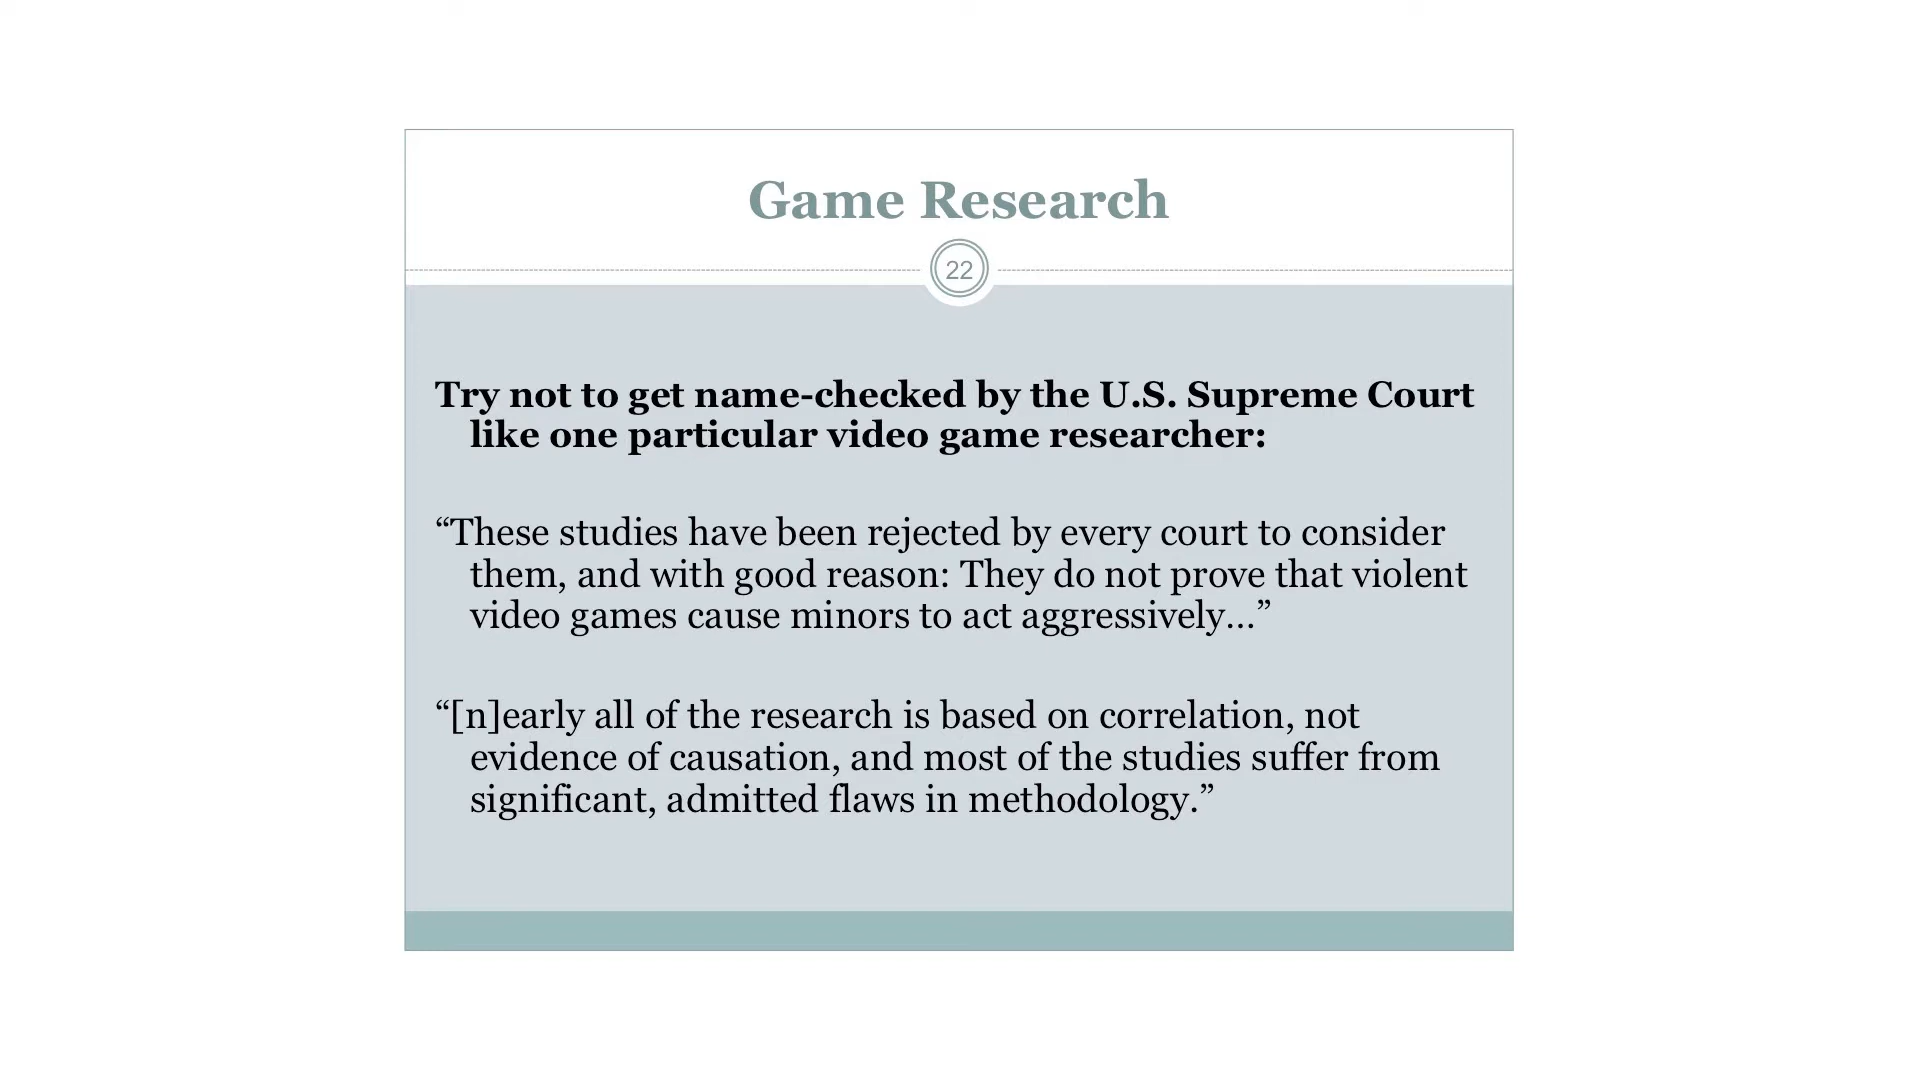 Game Research
22
Try not to get name-checked by the U.S. Supreme Court
like one particular video game researcher:
“These studies have been rejected by every court to consider
them, and with good reason: They do not prove that violent
video games cause minors to act aggressively…”
“[n]early all of the research is based on correlation, not
evidence of causation, and most of the studies suffer from
significant, admitted flaws in methodology.”